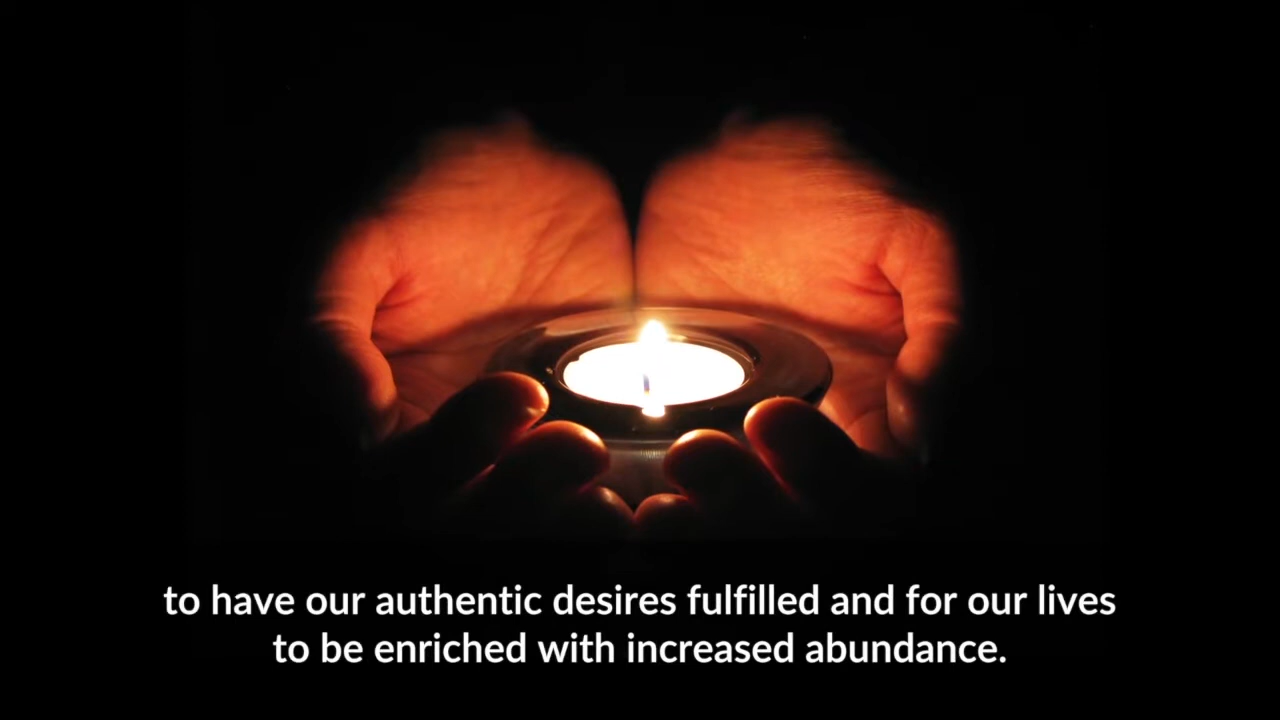 to have our authentic desires fulfilled and for our lives
to be enriched with increased abundance.